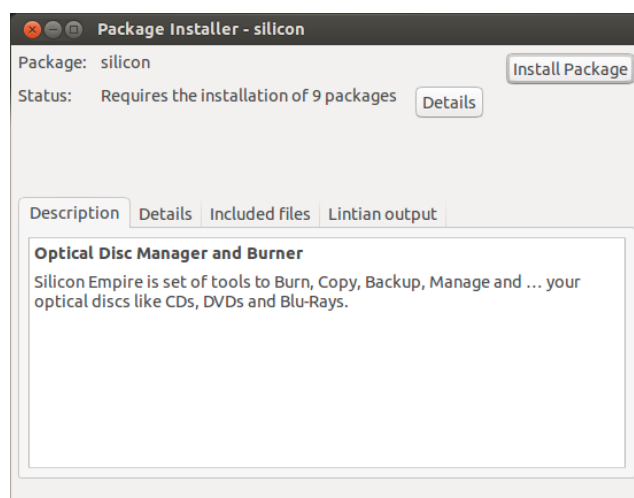 Package Installer - silicon
Package: silicon
Install Package
Status: Requires the installation of 9 packages Details
Description Details Included files Lintian output
Optical Disc Manager and Burner
Silicon Empire is set of tools to Burn, Copy, Backup, Manage and … your
optical discs like CDs, DVDs and Blu-Rays.